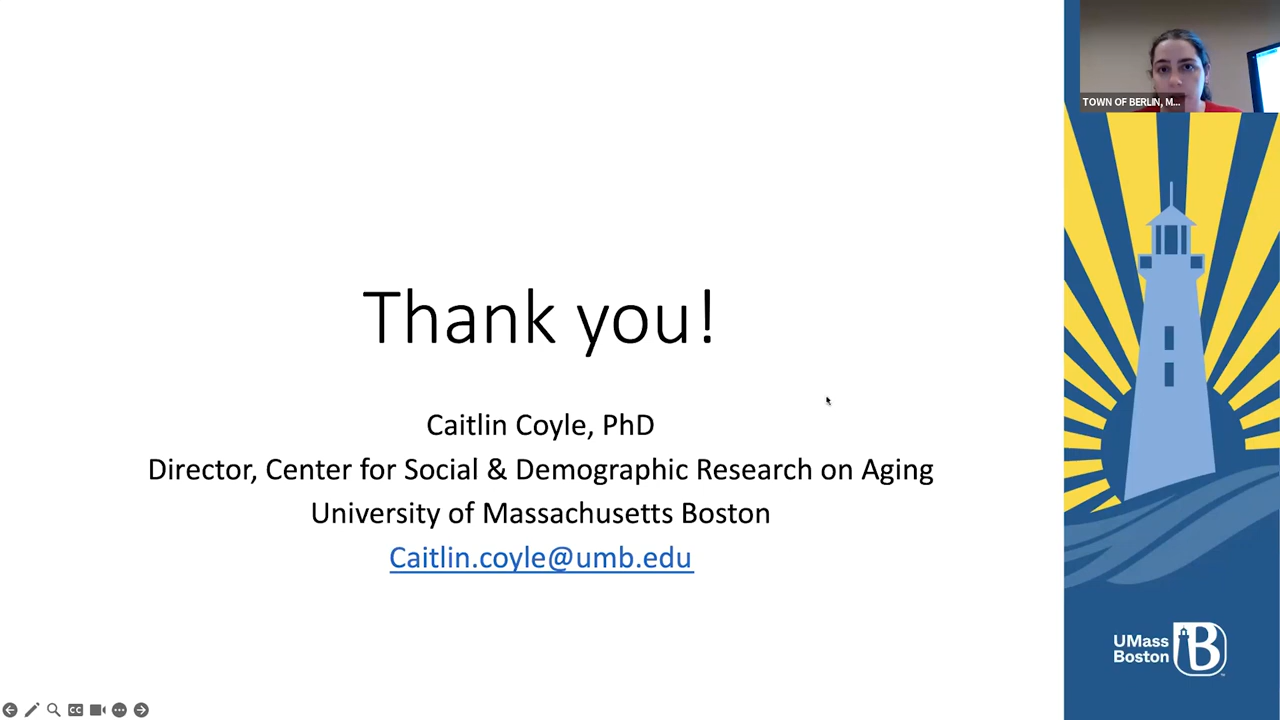 TOWN OF BERLIN, M...
Thank you!
Caitlin Coyle, PhD
Director, Center for Social & Demographic Research on Aging
University of Massachusetts Boston
Caitlin.coyle@umb.edu
UMass
Boston
B
CC